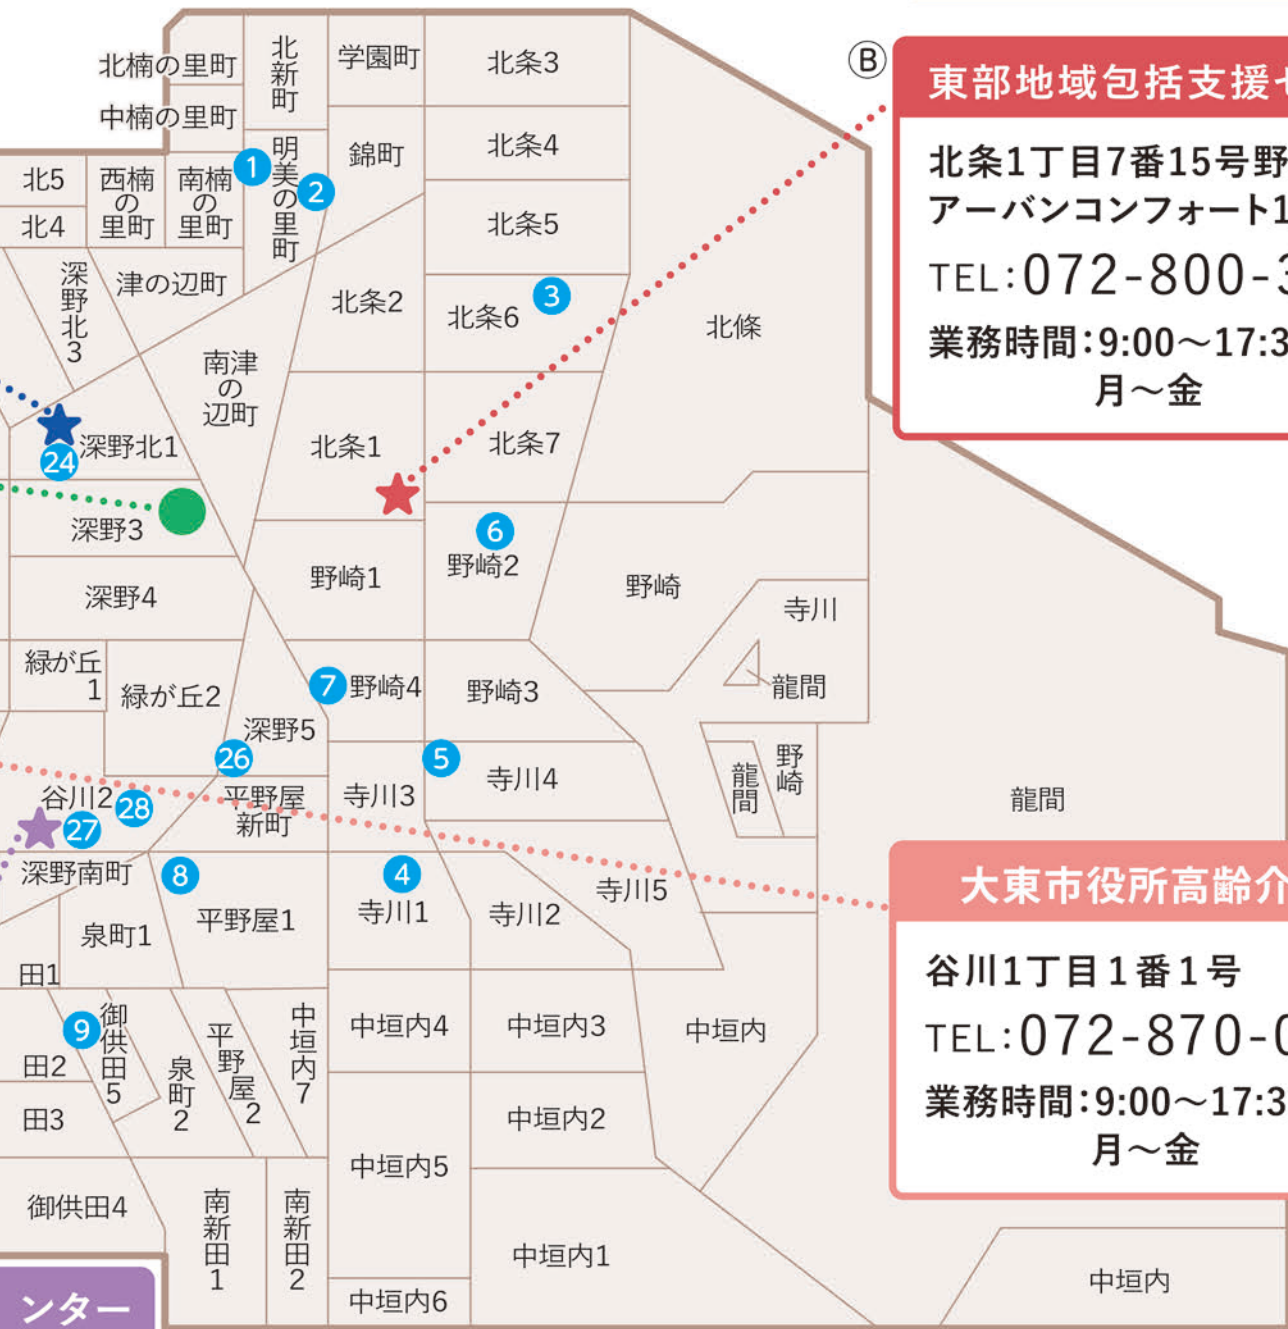 北楠の里町
北新町
学園町
北条3
中楠の里町
明美の里町
錦町
北条4
北5
西楠の里町
南楠の里町
1
2
北4
北条5
深野北3
津の辺町
北条2
3
北条6
北條
南津の辺町
深野北1
24
北条1
北条7
深野3
6
野崎2
野崎1
野崎
深野4
寺川
緑が丘1
緑が丘2
7
野崎4
野崎3
龍間
深野5
26
5
寺川4
龍間
野崎
谷川2
28
27
平野屋新町
寺川3
龍間
深野南町
8
4
寺川1
寺川2
寺川5
泉町1
平野屋1
田1
9
御供田5
泉町2
平野屋2
中垣内7
中垣内4
中垣内3
中垣内
田2
田3
中垣内2
中垣内5
御供田4
南新田1
南新田2
中垣内1
中垣内6
中垣内
ンター
B
東部地域包括支援
北条1丁目7番15号野
アーバンコンフォート1
TEL:072-800-3
業務時間:9:00〜17:3
月〜金
大東市役所高齢介
谷川1丁目1番1号
TEL:072-870-0
業務時間:9:00〜17:3
月〜金